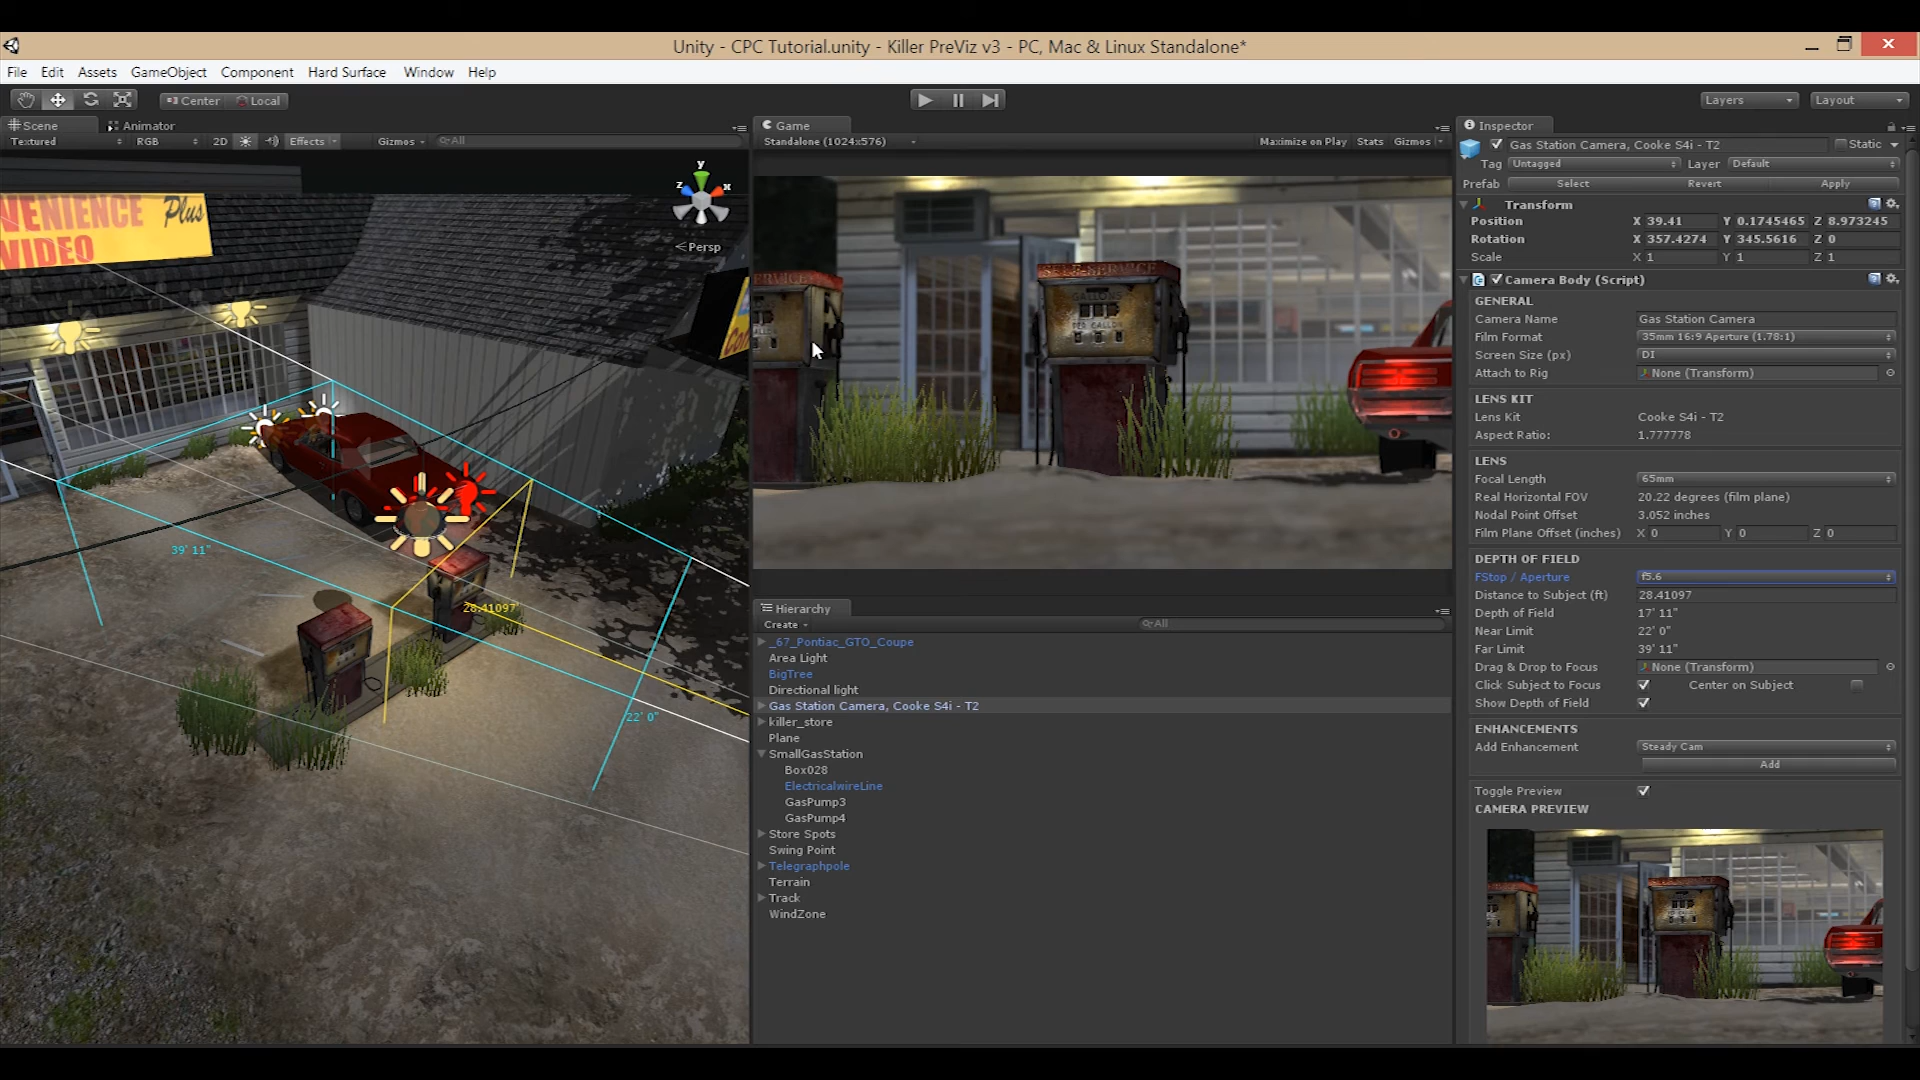 Unity - CPC Tutorial.unity - Killer PreViz v3 - PC, Mac & Linux Standalone*
File Edit Assets GameObject Component Hard Surface Window Help
Center Local
Layers Layout
Scene Animator
Textured RGB 2D Effects Gizmos All
VENIENCE Plus
VIDEO
y
z x
Persp
39' 11"
28.41097'
22' 0"
Game
Standalone (1024x576) Maximize on Play Stats Gizmos
SELF-SERVICE
GALLONS
PER GALLON
Hierarchy
Create All
_67_Pontiac_GTO_Coupe
Area Light
BigTree
Directional light
Gas Station Camera, Cooke S4i - T2
killer_store
Plane
SmallGasStation
Box028
ElectricalwireLine
GasPump3
GasPump4
Store Spots
Swing Point
Telegraphpole
Terrain
Track
WindZone
Inspector
Gas Station Camera, Cooke S4i - T2 Static
Tag Untagged Layer Default
Prefab Select Revert Apply
Transform
Position X 39.41 Y 0.1745465 Z 8.973245
Rotation X 357.4274 Y 345.5616 Z 0
Scale X 1 Y 1 Z 1
Camera Body (Script)
GENERAL
Camera Name Gas Station Camera
Film Format 35mm 16:9 Aperture (1.78:1)
Screen Size (px) DI
Attach to Rig None (Transform)
LENS KIT
Lens Kit Cooke S4i - T2
Aspect Ratio: 1.777778
LENS
Focal Length 65mm
Real Horizontal FOV 20.22 degrees (film plane)
Nodal Point Offset 3.052 inches
Film Plane Offset (inches) X 0 Y 0 Z 0
DEPTH OF FIELD
FStop / Aperture f5.6
Distance to Subject (ft) 28.41097
Depth of Field 17' 11"
Near Limit 22' 0"
Far Limit 39' 11"
Drag & Drop to Focus None (Transform)
Click Subject to Focus Center on Subject
Show Depth of Field
ENHANCEMENTS
Add Enhancement Steady Cam
Add
Toggle Preview
CAMERA PREVIEW